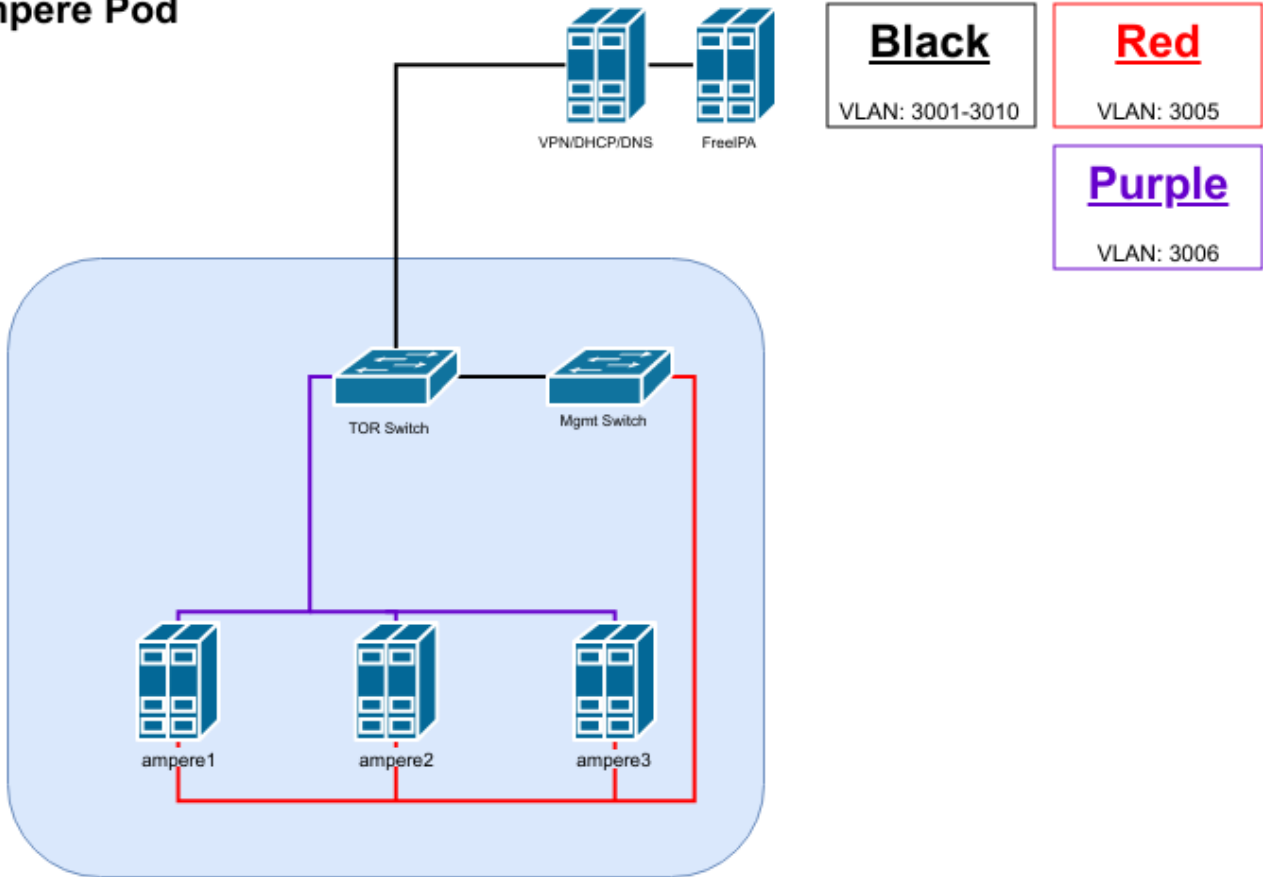 mpere Pod
VPN/DHCP/DNS
FreeIPA
Black
VLAN: 3001-3010
Red
VLAN: 3005
Purple
VLAN: 3006
TOR Switch
Mgmt Switch
ampere1
ampere2
ampere3